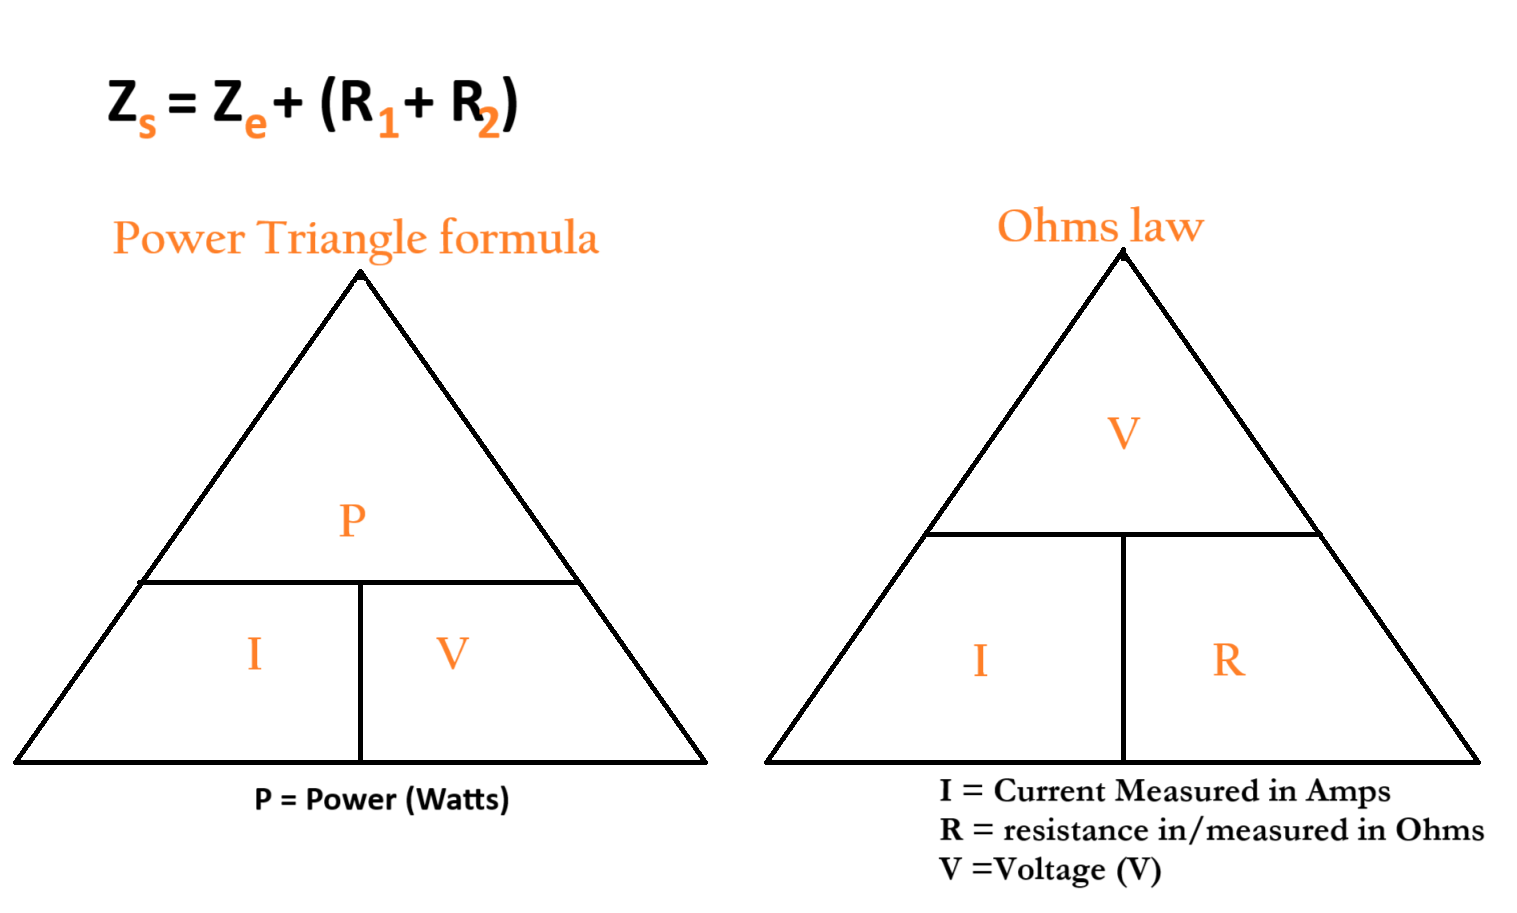 Zs = Ze + (R1 + R2)
Power Triangle formula
P
I V
P = Power (Watts)
Ohms law
V
I R
I = Current Measured in Amps
R = resistance in/measured in Ohms
V =Voltage (V)